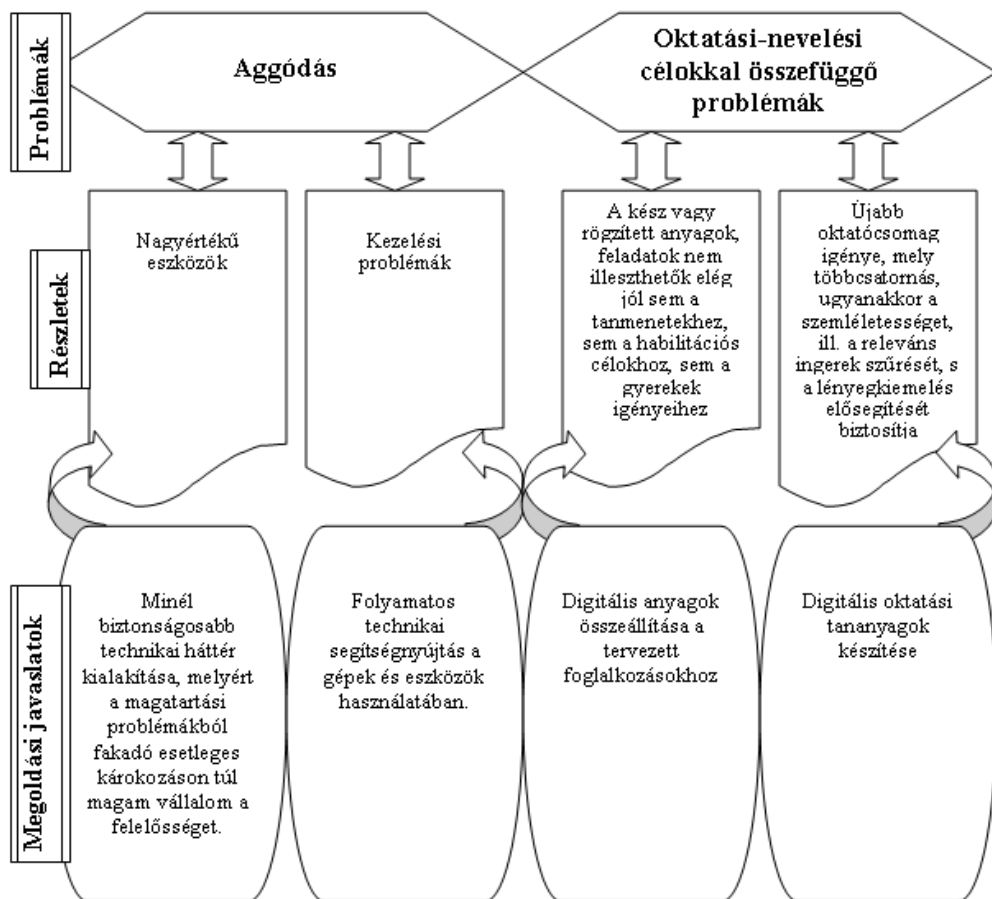 Problémák
Aggódás
Oktatási-nevelési
célokkal összefüggő
problémák
Részletek
Nagyértékű
eszközök
Kezelési
problémák
A kész vagy
rögzített anyagok,
feladatok nem
illeszthetők elég
jól sem a
tanmenetekhez,
sem a habilitációs
célokhoz, sem a
gyerekek
igényeihez
Újabb
oktatócsomag
igénye, mely
többcsatornás,
ugyanakkor a
szemléletességet,
ill. a releváns
ingerek szűrését, s
a lényegkiemelés
elősegítését
biztosítja
Megoldási javaslatok
Minél
biztonságosabb
technikai háttér
kialakítása, melyért
a magatartási
problémákból
fakadó esetleges
károkozáson túl
magam vállalom a
felelősséget.
Folyamatos
technikai
segítségnyújtás a
gépek és eszközök
használatában.
Digitális anyagok
összeállítása a
tervezett
foglalkozásokhoz
Digitális oktatási
tananyagok
készítése